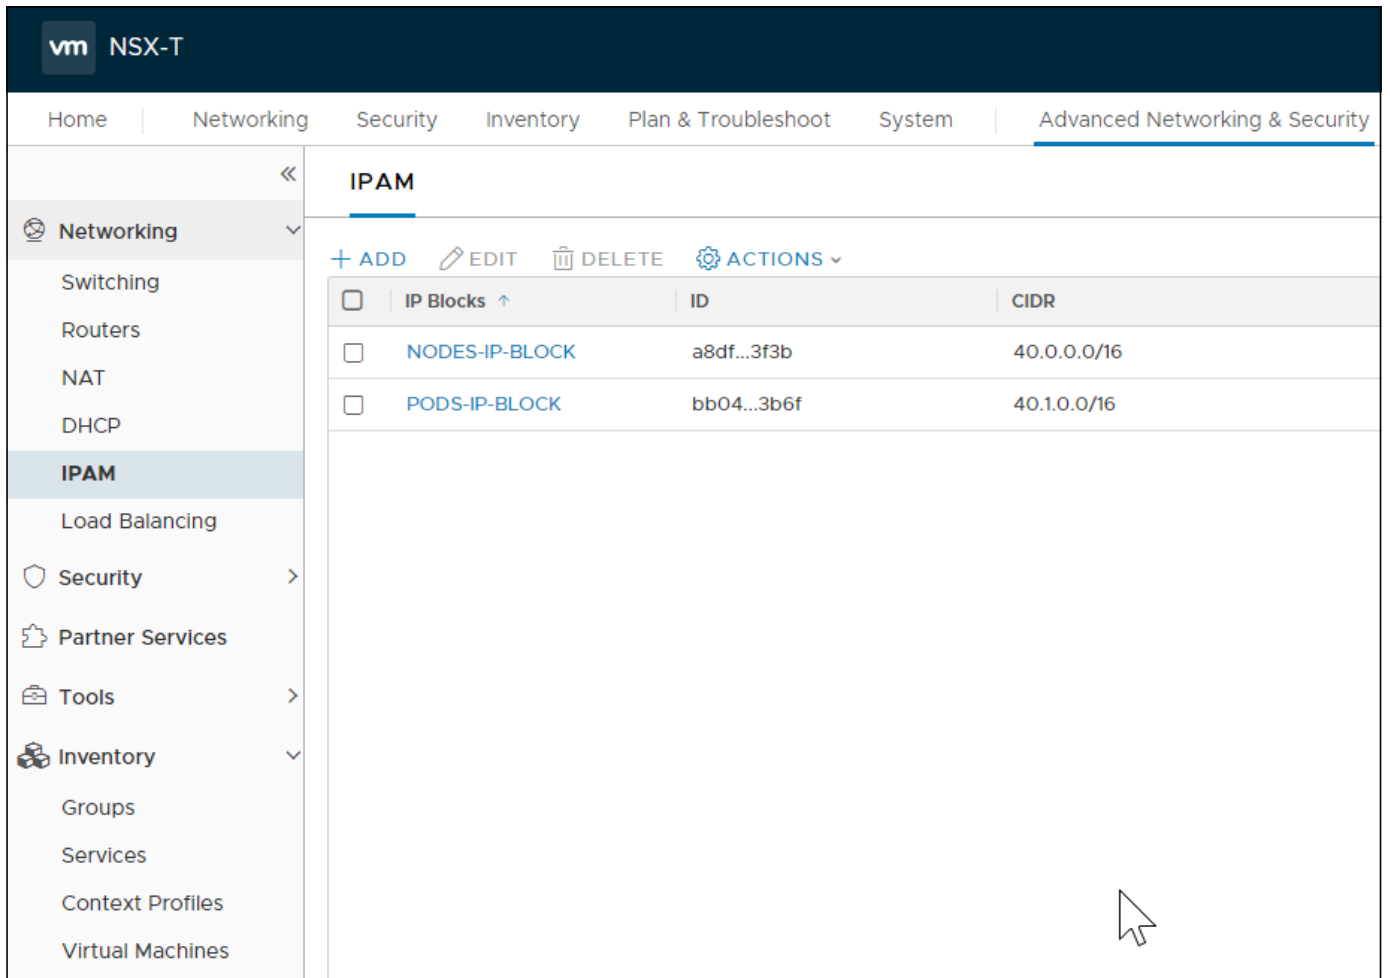 vm NSX-T
Home Networking Security Inventory Plan & Troubleshoot System Advanced Networking & Security
IPAM
Networking
Switching
Routers
NAT
DHCP
IPAM
Load Balancing
Security
Partner Services
Tools
Inventory
Groups
Services
Context Profiles
Virtual Machines
ADD EDIT DELETE ACTIONS
IP Blocks ID CIDR
NODES-IP-BLOCK a8df...3f3b 40.0.0.0/16
PODS-IP-BLOCK bb04...3b6f 40.1.0.0/16